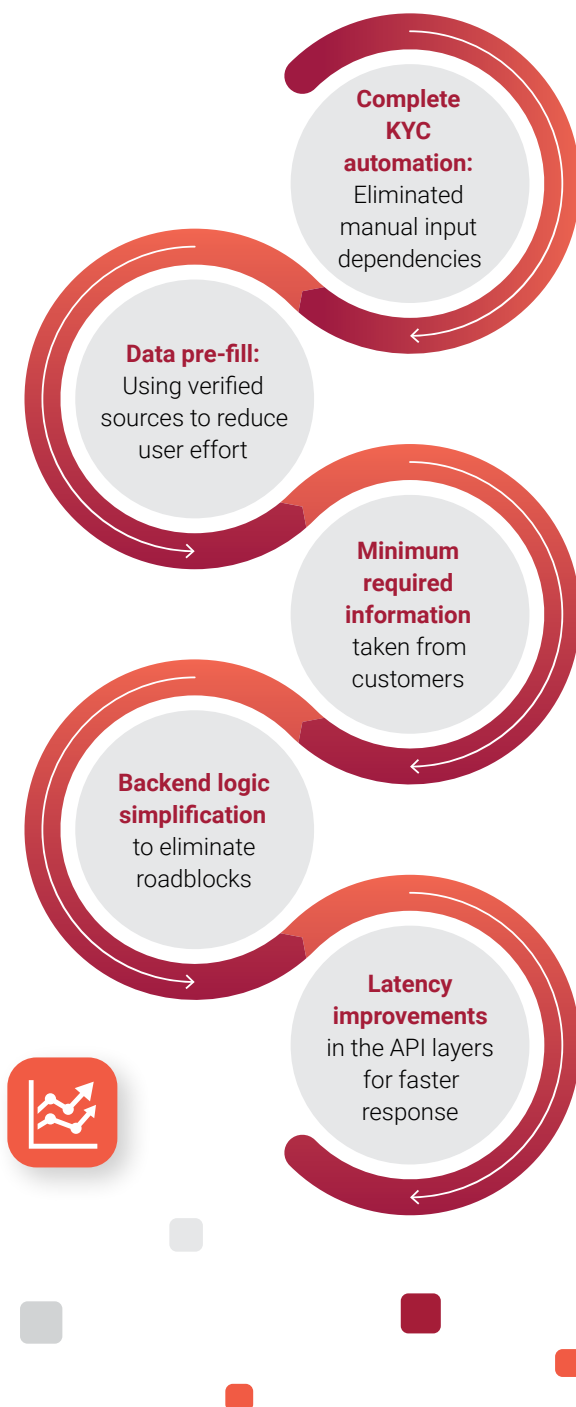 Complete
KYC
automation:
Eliminated
manual input
dependencies
Data pre-fill:
Using verified
sources to reduce
user effort
Minimum
required
information
taken from
customers
Backend logic
simplification
to eliminate
roadblocks
Latency
improvements
in the API layers
for faster
response